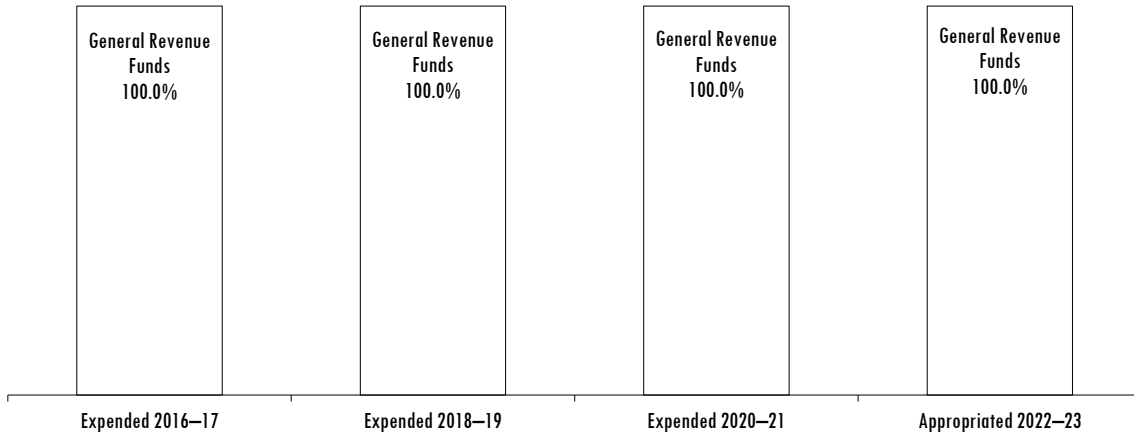 General Revenue
Funds
100.0%
General Revenue
Funds
100.0%
General Revenue
Funds
100.0%
General Revenue
Funds
100.0%
Expended 2016–17
Expended 2018–19
Expended 2020–21
Appropriated 2022–23